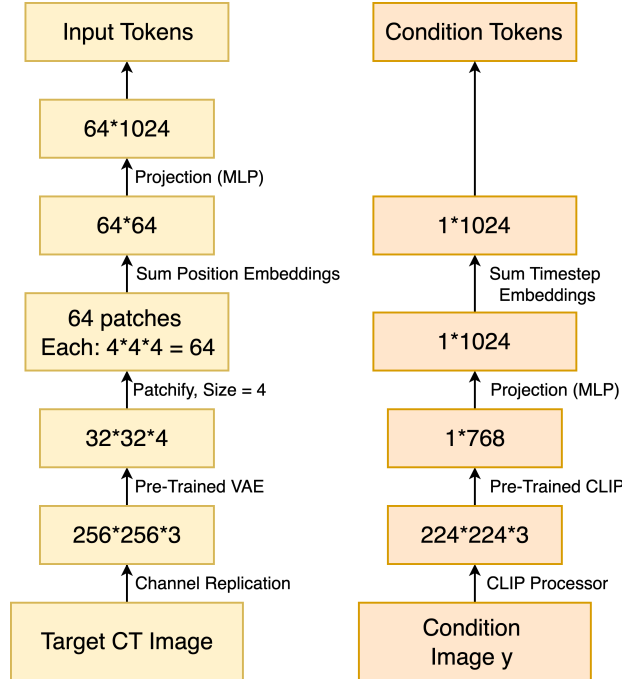 Input Tokens
64*1024
Projection (MLP)
64*64
Sum Position Embeddings
64 patches
Each: 4*4*4 = 64
Patchify, Size = 4
32*32*4
Pre-Trained VAE
256*256*3
Channel Replication
Target CT Image
Condition Tokens
1*1024
Sum Timestep
Embeddings
1*1024
Projection (MLP)
1*768
Pre-Trained CLIP
224*224*3
CLIP Processor
Condition
Image y